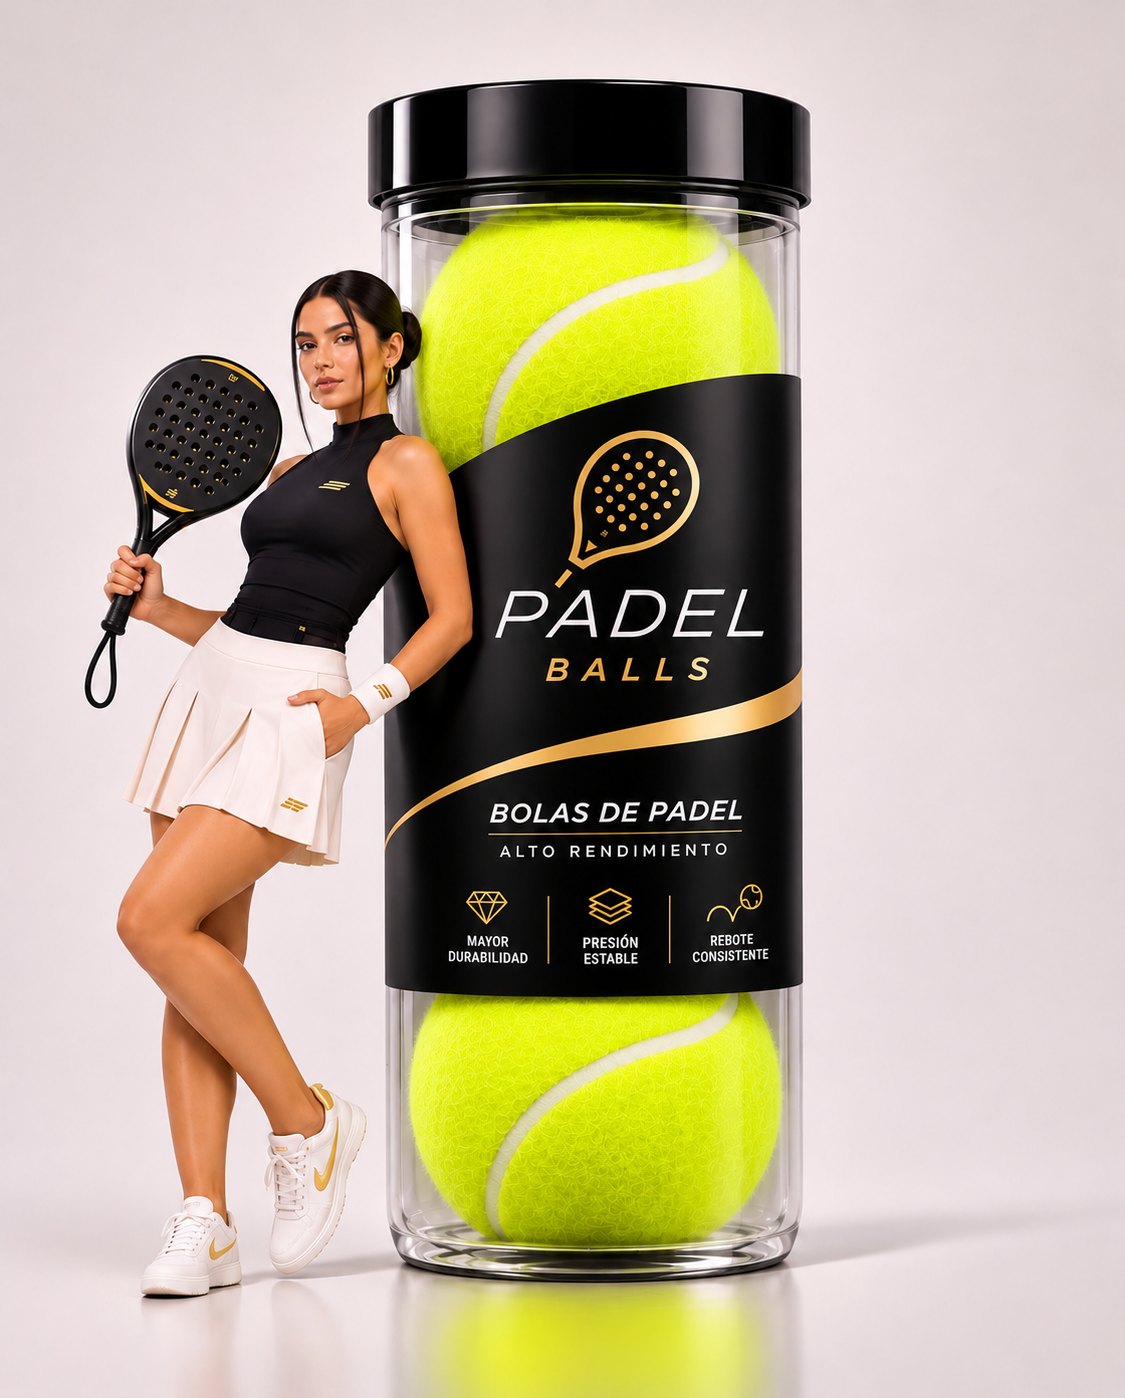 PADEL
BALLS
BOLAS DE PADEL
ALTO RENDIMIENTO
MAYOR
DURABILIDAD
PRESIÓN
ESTABLE
REBOTE
CONSISTENTE